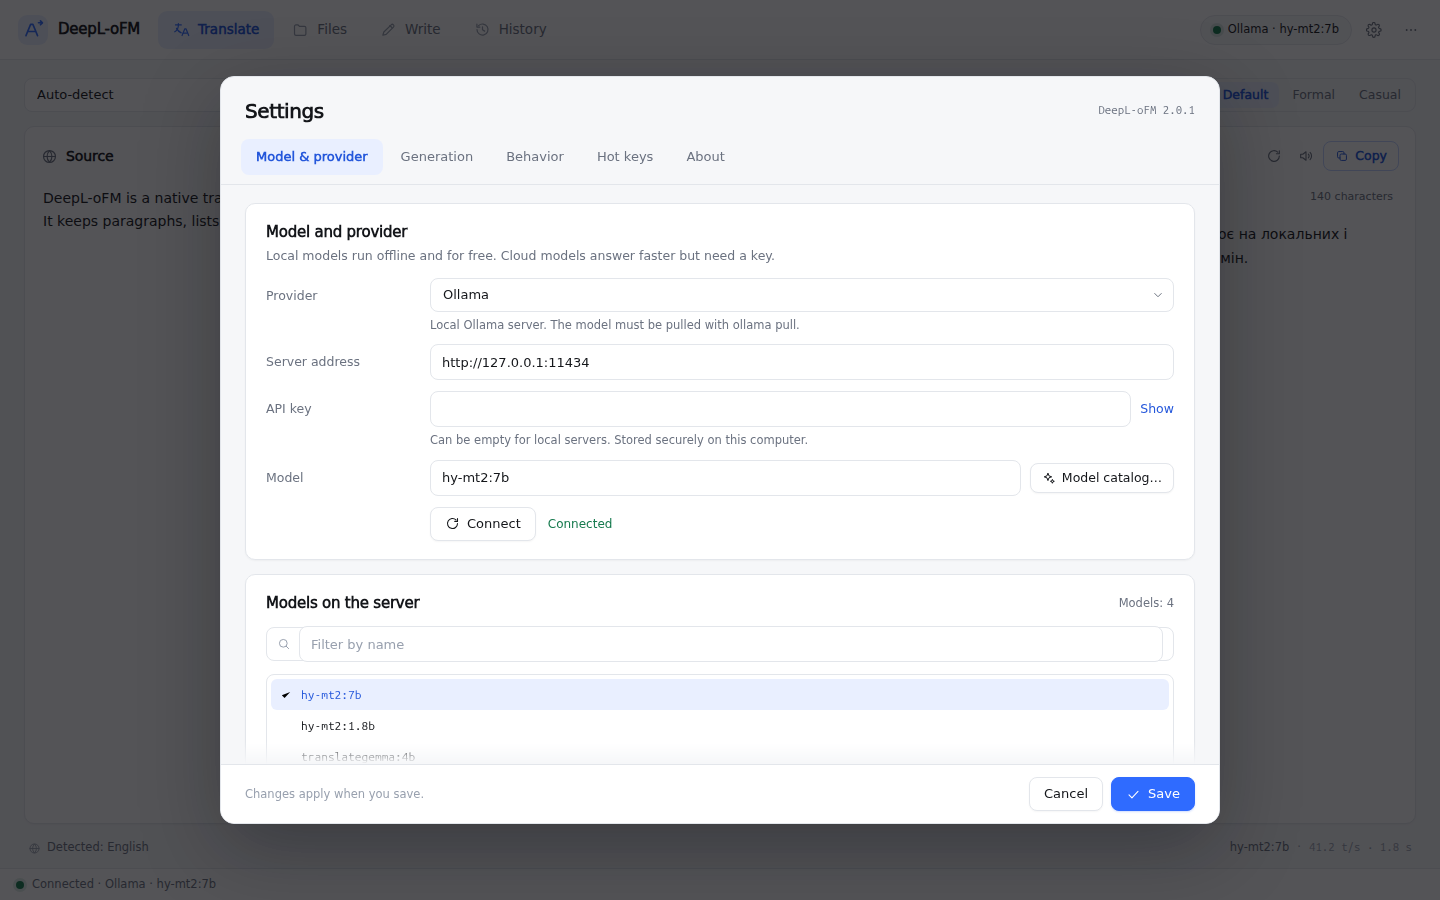 DeepL-oFM
Translate
Files
Write
History
Ollama · hy-mt2:7b
Auto-detect
Default
Formal
Casual
Source
Copy
DeepL-oFM is a native tra
It keeps paragraphs, lists
140 characters
ює на локальних і
мін.
Settings
DeepL-oFM 2.0.1
Model & provider
Generation
Behavior
Hot keys
About
Model and provider
Local models run offline and for free. Cloud models answer faster but need a key.
Provider
Ollama
Local Ollama server. The model must be pulled with ollama pull.
Server address
http://127.0.0.1:11434
API key
Show
Can be empty for local servers. Stored securely on this computer.
Model
hy-mt2:7b
Model catalog...
Connect
Connected
Models on the server
Models: 4
Filter by name
hy-mt2:7b
hy-mt2:1.8b
translategemma:4b
Changes apply when you save.
Cancel
Save
Detected: English
hy-mt2:7b · 41.2 t/s · 1.8 s
Connected · Ollama · hy-mt2:7b